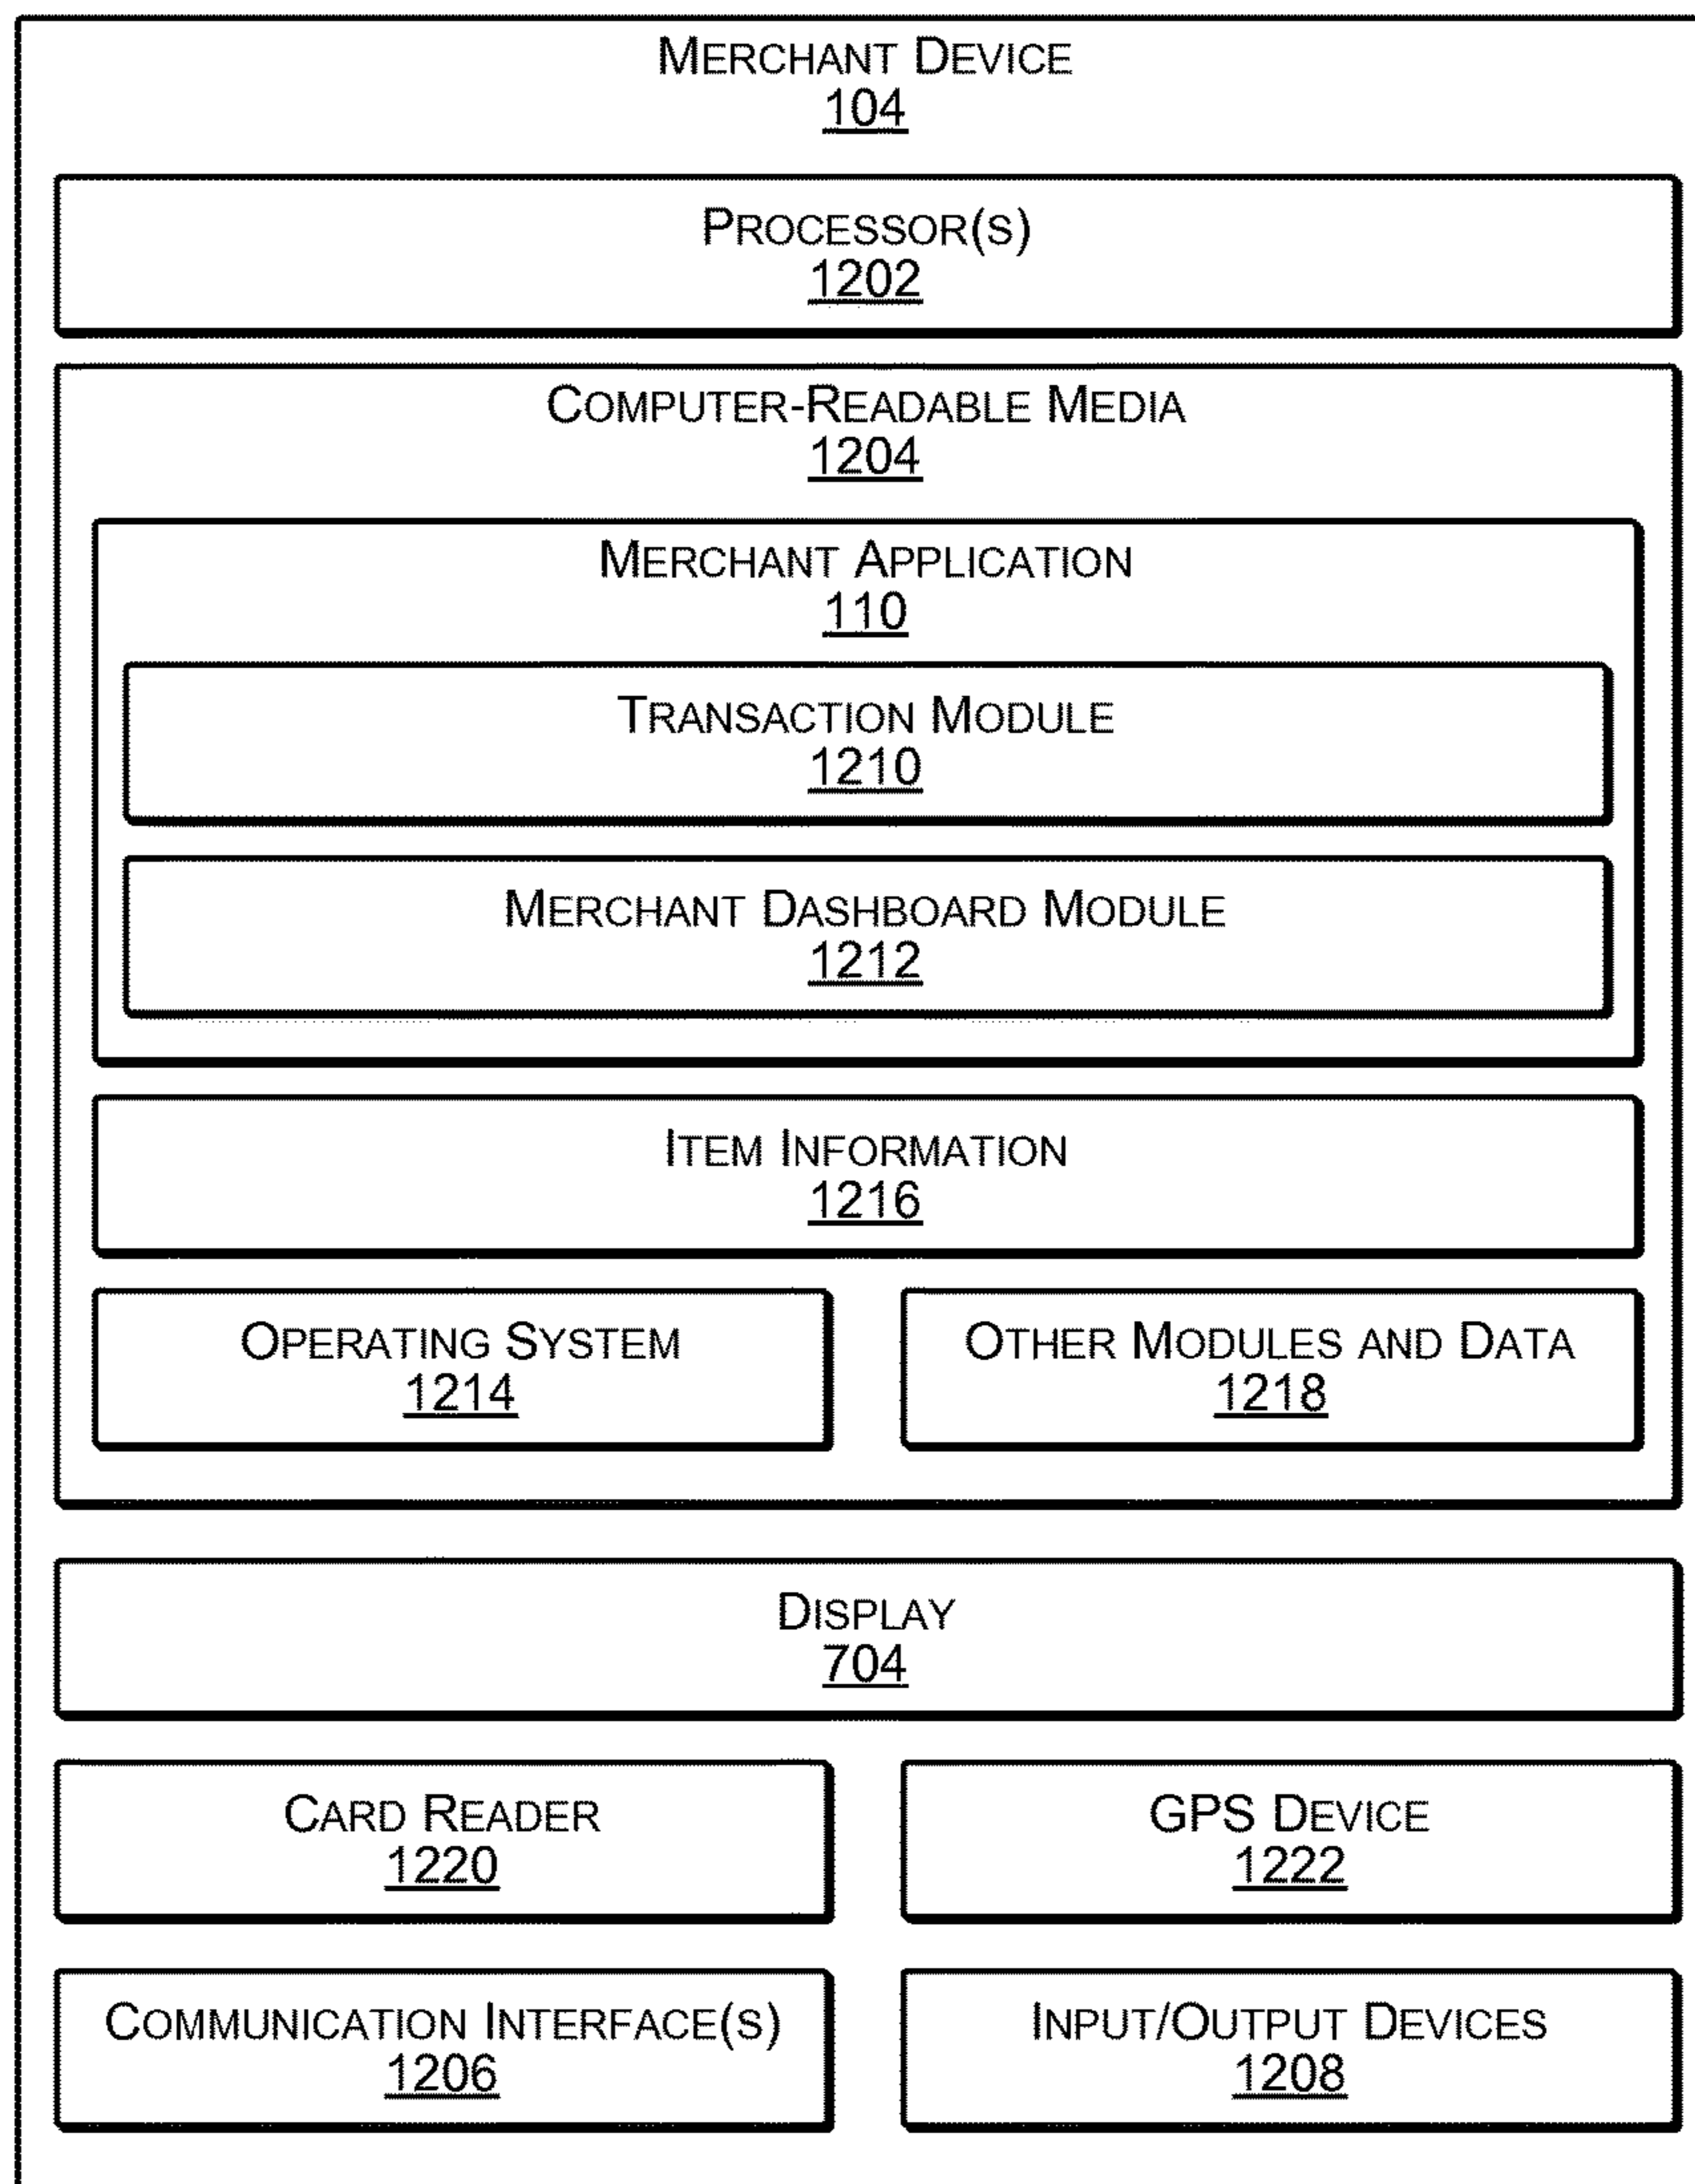 MERCHANT DEVICE
104
PROCESSOR(S)
1202
COMPUTER-READABLE MEDIA
1204
MERCHANT APPLICATION
110
TRANSACTION MODULE
1210
MERCHANT DASHBOARD MODULE
1212
ITEM INFORMATION
1216
OPERATING SYSTEM
1214
OTHER MODULES AND DATA
1218
DISPLAY
704
CARD READER
1220
GPS DEVICE
1222
COMMUNICATION INTERFACE(S)
1206
INPUT/OUTPUT DEVICES
1208